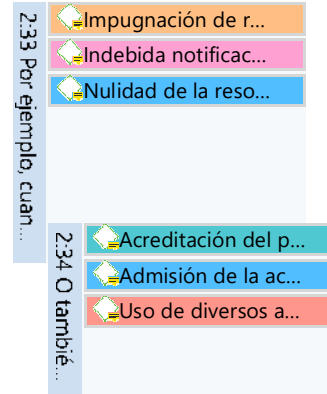 2:33 Por ejemplo, cuan...
Impugnación de r...
Indebida notificac...
Nulidad de la reso...
2:34 O tambié...
Acreditación del p...
Admisión de la ac...
Uso de diversos a...